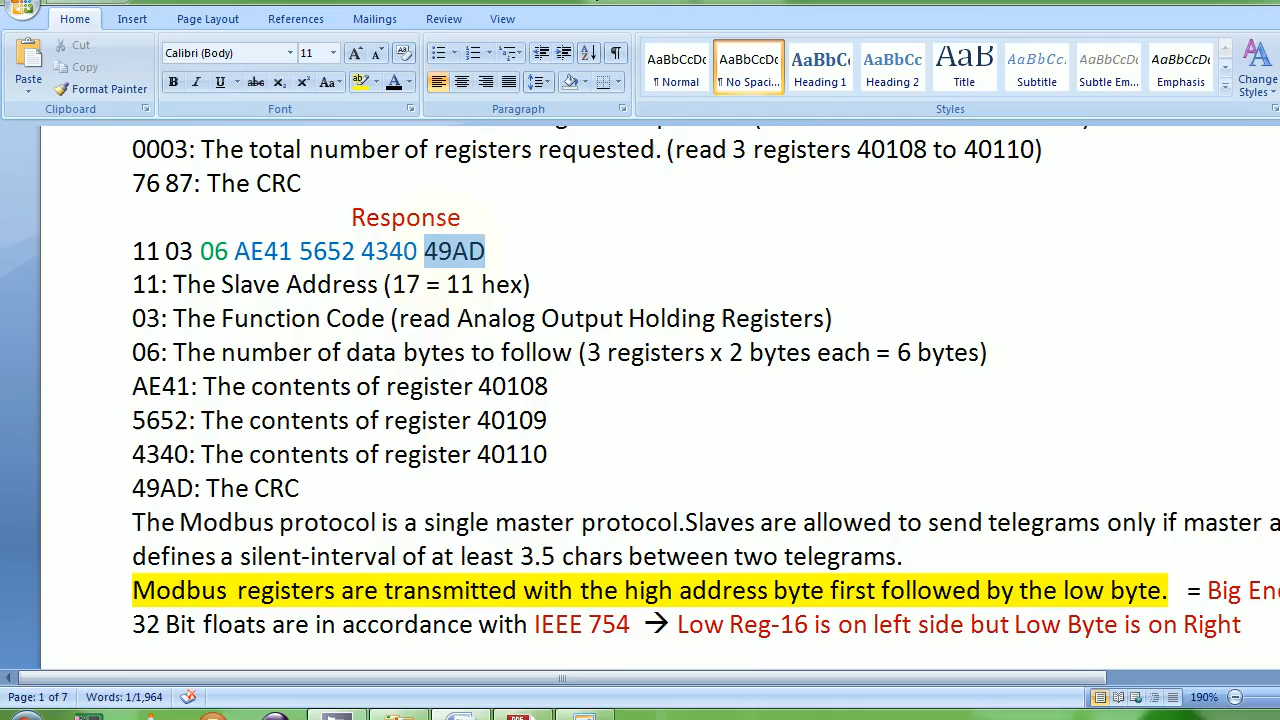 Home Insert Page Layout References Mailings Review View
Paste
Cut
Copy
Format Painter
Clipboard
Calibri (Body) 11
Font
Paragraph
AaBbCcDc AaBbCcDc AaBbCc AaBbCc AaB AaBbCcL AaBbCcDc AaBbCcDc
¶ Normal ¶ No Spaci... Heading 1 Heading 2 Title Subtitle Subtle Em... Emphasis
Change Styles
Styles
0003: The total number of registers requested. (read 3 registers 40108 to 40110)
76 87: The CRC
Response
11 03 06 AE41 5652 4340 49AD
11: The Slave Address (17 = 11 hex)
03: The Function Code (read Analog Output Holding Registers)
06: The number of data bytes to follow (3 registers x 2 bytes each = 6 bytes)
AE41: The contents of register 40108
5652: The contents of register 40109
4340: The contents of register 40110
49AD: The CRC
The Modbus protocol is a single master protocol.Slaves are allowed to send telegrams only if master a
defines a silent-interval of at least 3.5 chars between two telegrams.
Modbus registers are transmitted with the high address byte first followed by the low byte. = Big En
32 Bit floats are in accordance with IEEE 754 → Low Reg-16 is on left side but Low Byte is on Right
Page: 1 of 7 Words: 1/1,964 190%